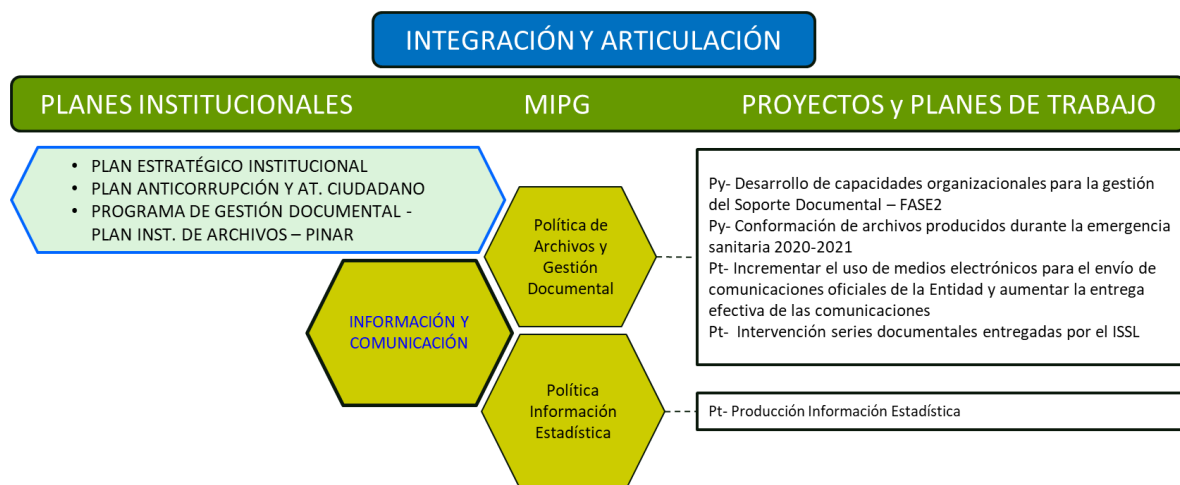 INTEGRACIÓN Y ARTICULACIÓN
PLANES INSTITUCIONALES
MIPG
PROYECTOS y PLANES DE TRABAJO
• PLAN ESTRATÉGICO INSTITUCIONAL
• PLAN ANTICORRUPCIÓN Y AT. CIUDADANO
• PROGRAMA DE GESTIÓN DOCUMENTAL -
PLAN INST. DE ARCHIVOS – PINAR
INFORMACIÓN Y
COMUNICACIÓN
Política de
Archivos y
Gestión
Documental
Py- Desarrollo de capacidades organizacionales para la gestión
del Soporte Documental – FASE2
Py- Conformación de archivos producidos durante la emergencia
sanitaria 2020-2021
Pt- Incrementar el uso de medios electrónicos para el envío de
comunicaciones oficiales de la Entidad y aumentar la entrega
efectiva de las comunicaciones
Pt- Intervención series documentales entregadas por el ISSL
Política
Información
Estadística
Pt- Producción Información Estadística